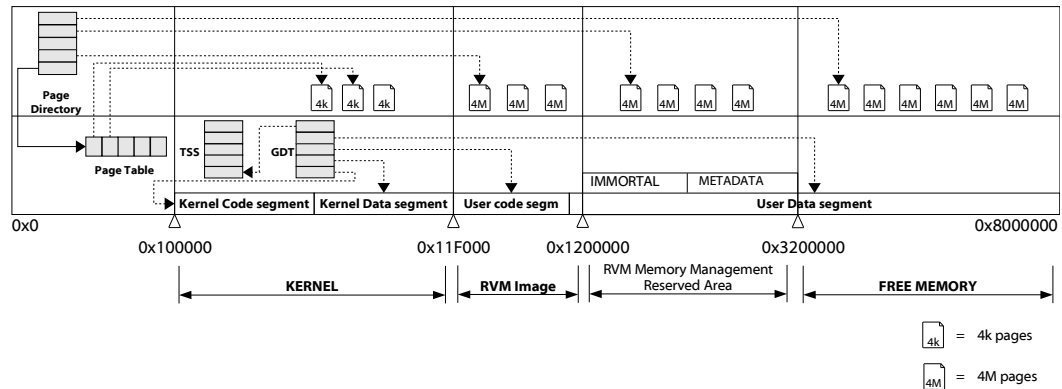 Page
Directory
4k
4k
4k
4M
4M
4M
4M
4M
4M
4M
4M
4M
4M
4M
4M
4M
Page Table
TSS
GDT
IMMORTAL
METADATA
Kernel Code segment
Kernel Data segment
User code segm
User Data segment
0x0
0x100000
0x11F000
0x1200000
0x3200000
0x8000000
KERNEL
RVM Image
RVM Memory Management
Reserved Area
FREE MEMORY
4k = 4k pages
4M = 4M pages